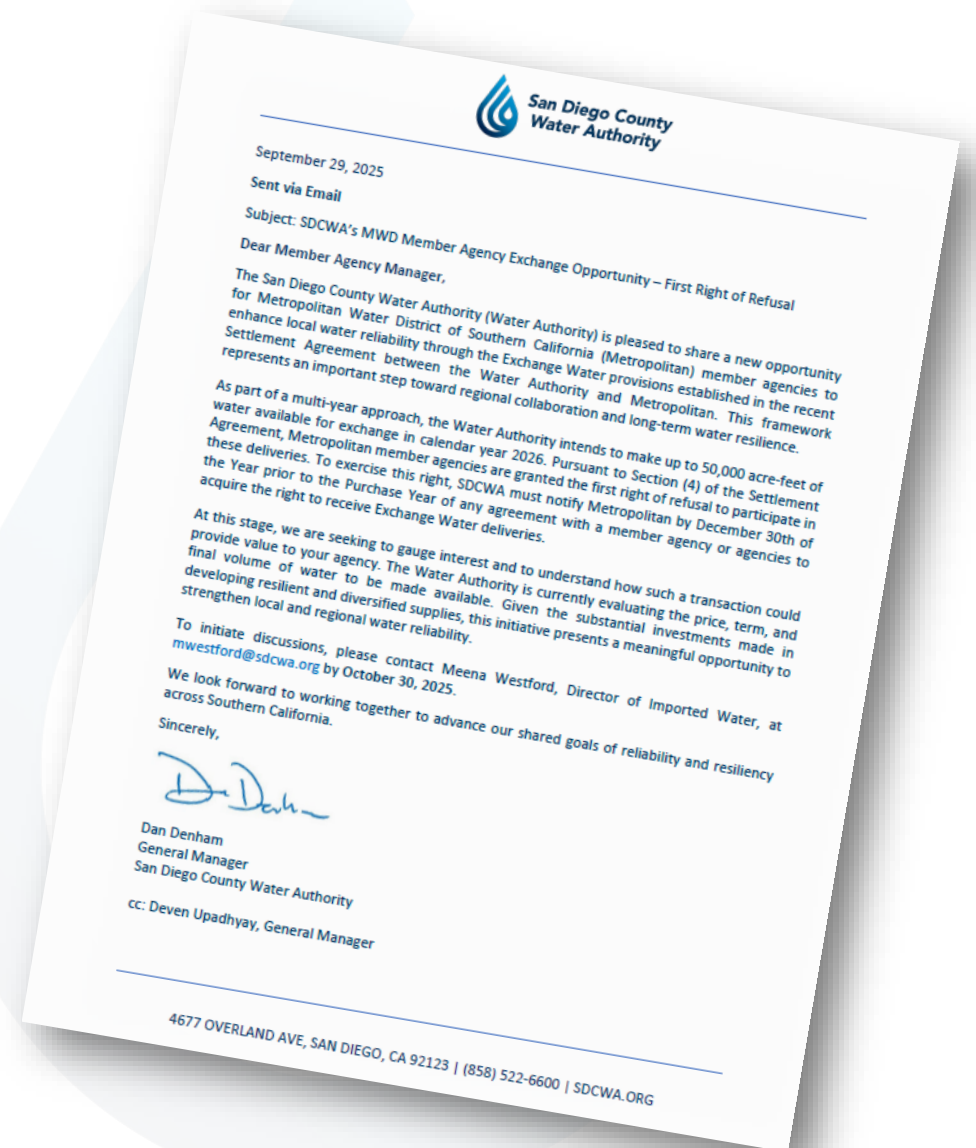 San Diego County
Water Authority
September 29, 2025
Sent via Email
Subject: SDCWA's MWD Member Agency Exchange Opportunity – First Right of Refusal
Dear Member Agency Manager,
The San Diego County Water Authority (Water Authority) is pleased to share a new opportunity
for Metropolitan Water District of Southern California (Metropolitan) member agencies to
enhance local water reliability through the Exchange Water provisions established in the recent
Settlement Agreement between the Water Authority and Metropolitan. This framework
represents an important step toward regional collaboration and long-term water resilience.
As part of a multi-year approach, the Water Authority intends to make up to 50,000 acre-feet of
water available for exchange in calendar year 2026. Pursuant to Section (4) of the Settlement
Agreement, Metropolitan member agencies are granted the first right of refusal to participate in
these deliveries. To exercise this right, SDCWA must notify Metropolitan by December 30th of
the Year prior to the Purchase Year of any agreement with a member agency or agencies to
acquire the right to receive Exchange Water deliveries.
At this stage, we are seeking to gauge interest and to understand how such a transaction could
provide value to your agency. The Water Authority is currently evaluating the price, term, and
final volume of water to be made available. Given the substantial investments made in
developing resilient and diversified supplies, this initiative presents a meaningful opportunity to
strengthen local and regional water reliability.
To initiate discussions, please contact Meena Westford, Director of Imported Water, at
mwestford@sdcwa.org by October 30, 2025.
We look forward to working together to advance our shared goals of reliability and resiliency
across Southern California.
Sincerely,
Dan Denham
General Manager
San Diego County Water Authority
cc: Deven Upadhyay, General Manager
4677 OVERLAND AVE, SAN DIEGO, CA 92123 | (858) 522-6600 | SDCWA.ORG